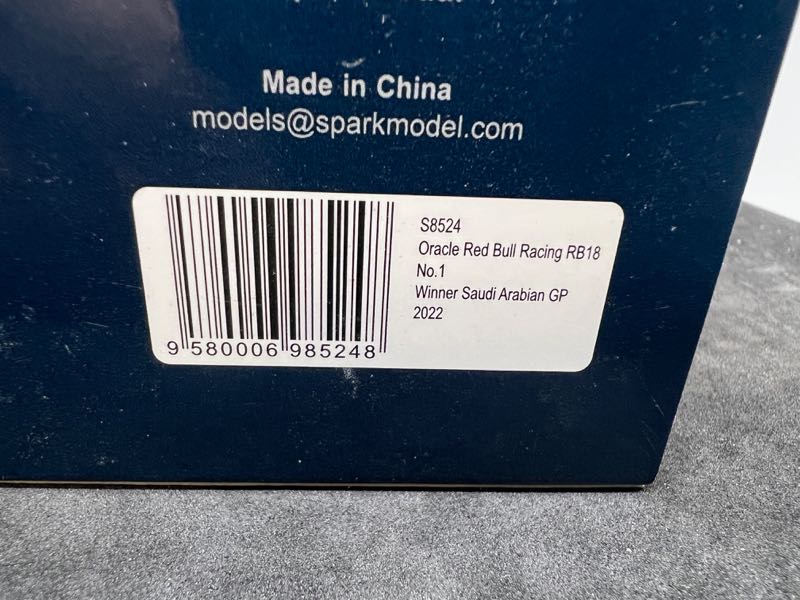 Made in China
models@sparkmodel.com
S8524
Oracle Red Bull Racing RB18
No.1
Winner Saudi Arabian GP
2022
9 580006 985248